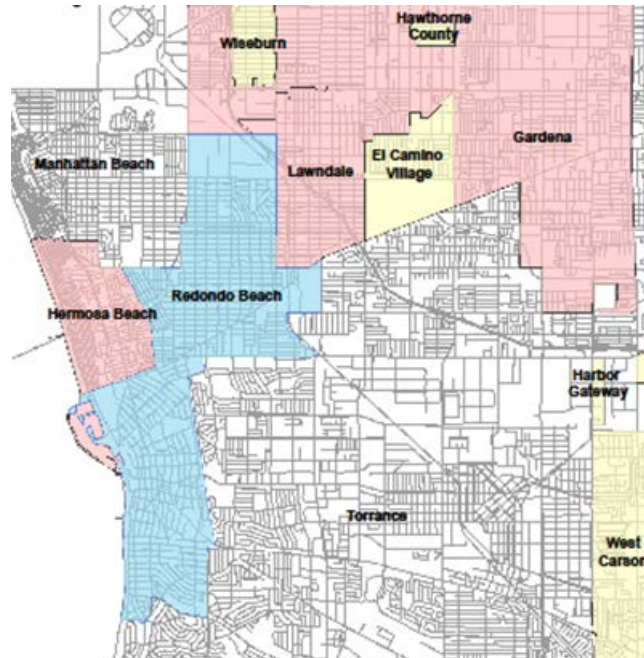 Hawthorne
County
Wiseburn
Gardena
El Camino
Village
Manhattan Beach
Lawndale
Redondo Beach
Hermosa Beach
Harbor
Gateway
Torrance
West
Carson